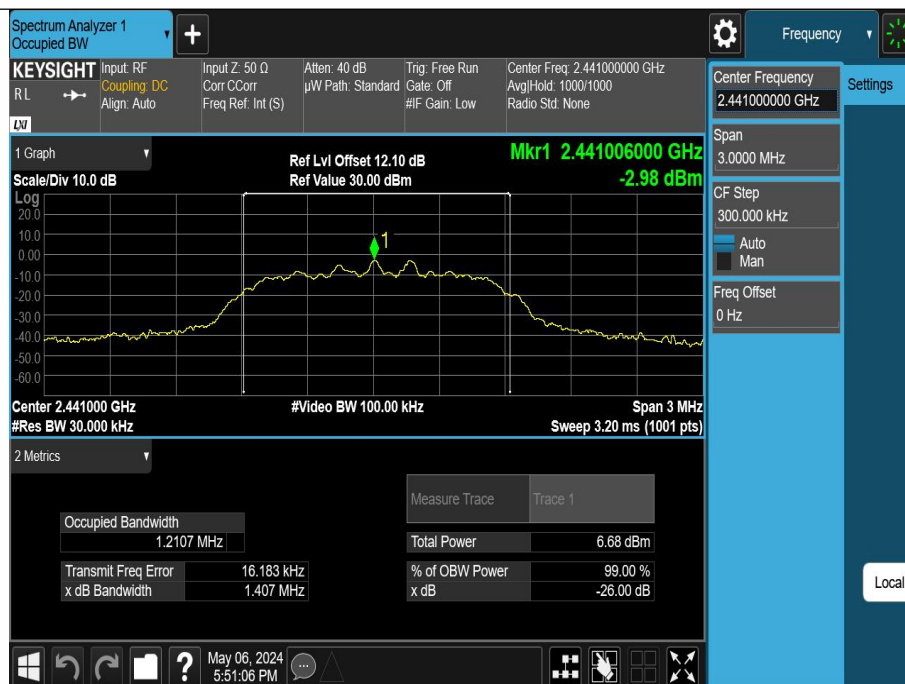 Spectrum Analyzer 1
Occupied BW
Frequency
KEYSIGHT
R L
LXI
Input: RF
Coupling: DC
Align: Auto
Input Z: 50 Ω
Corr CCorr
Freq Ref: Int (S)
Atten: 40 dB
µW Path: Standard
Trig: Free Run
Gate: Off
#IF Gain: Low
Center Freq: 2.441000000 GHz
Avg|Hold: 1000/1000
Radio Std: None
Center Frequency
2.441000000 GHz
Settings
Span
3.0000 MHz
CF Step
300.000 kHz
Auto
Man
Freq Offset
0 Hz
1 Graph
Scale/Div 10.0 dB
Ref Lvl Offset 12.10 dB
Ref Value 30.00 dBm
Mkr1 2.441006000 GHz
-2.98 dBm
Log
20.0
10.0
0.00
-10.0
-20.0
-30.0
-40.0
-50.0
-60.0
1
Center 2.441000 GHz
#Res BW 30.000 kHz
#Video BW 100.00 kHz
Span 3 MHz
Sweep 3.20 ms (1001 pts)
2 Metrics
Measure Trace Trace 1
Occupied Bandwidth
1.2107 MHz
Total Power 6.68 dBm
Transmit Freq Error 16.183 kHz
% of OBW Power 99.00 %
x dB Bandwidth 1.407 MHz
x dB -26.00 dB
Local
?
May 06, 2024
5:51:06 PM